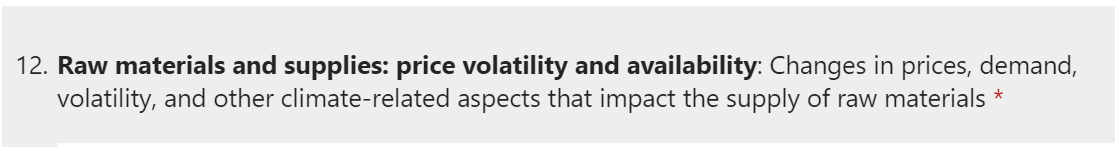 12. Raw materials and supplies: price volatility and availability: Changes in prices, demand,
volatility, and other climate-related aspects that impact the supply of raw materials *